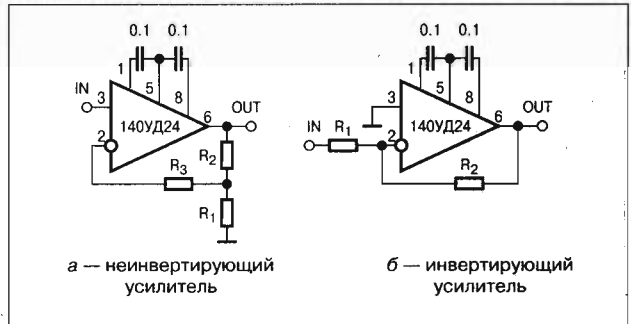 0.1 0.1
1
5
8
IN
3
2
140УД24
6
OUT
R3
R2
R1
а — неинвертирующий
усилитель
0.1 0.1
1
5
8
3
IN
R1
2
140УД24
6
OUT
R2
б — инвертирующий
усилитель